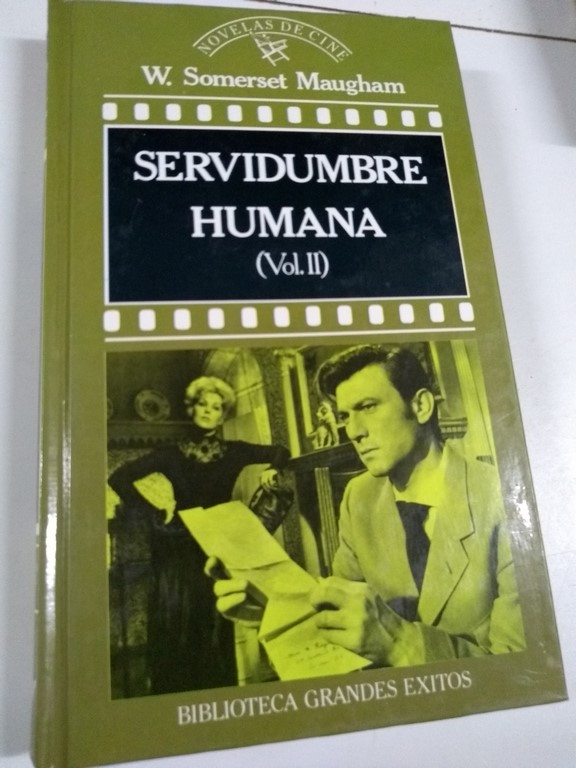 NOVELAS DE CINE
W. Somerset Maugham
SERVIDUMBRE
HUMANA
(Vol. II)
BIBLIOTECA GRANDES EXITOS